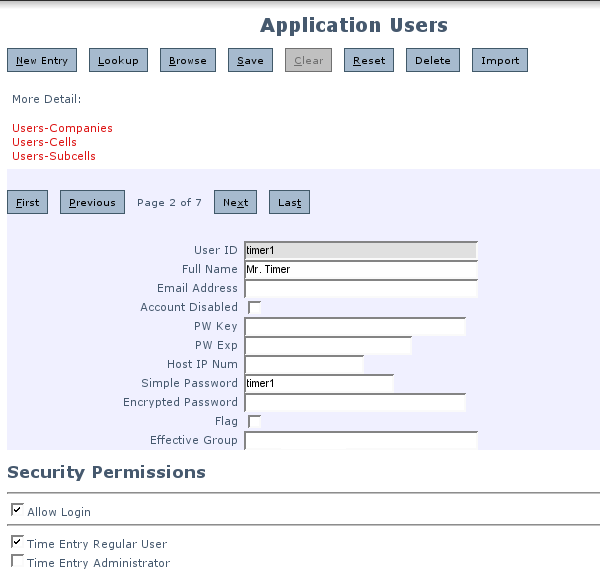 Application Users
New Entry Lookup Browse Save Clear Reset Delete Import
More Detail:
Users-Companies
Users-Cells
Users-Subcells
First Previous Page 2 of 7 Next Last
User ID timer1
Full Name Mr. Timer
Email Address
Account Disabled
PW Key
PW Exp
Host IP Num
Simple Password timer1
Encrypted Password
Flag
Effective Group
Security Permissions
Allow Login
Time Entry Regular User
Time Entry Administrator